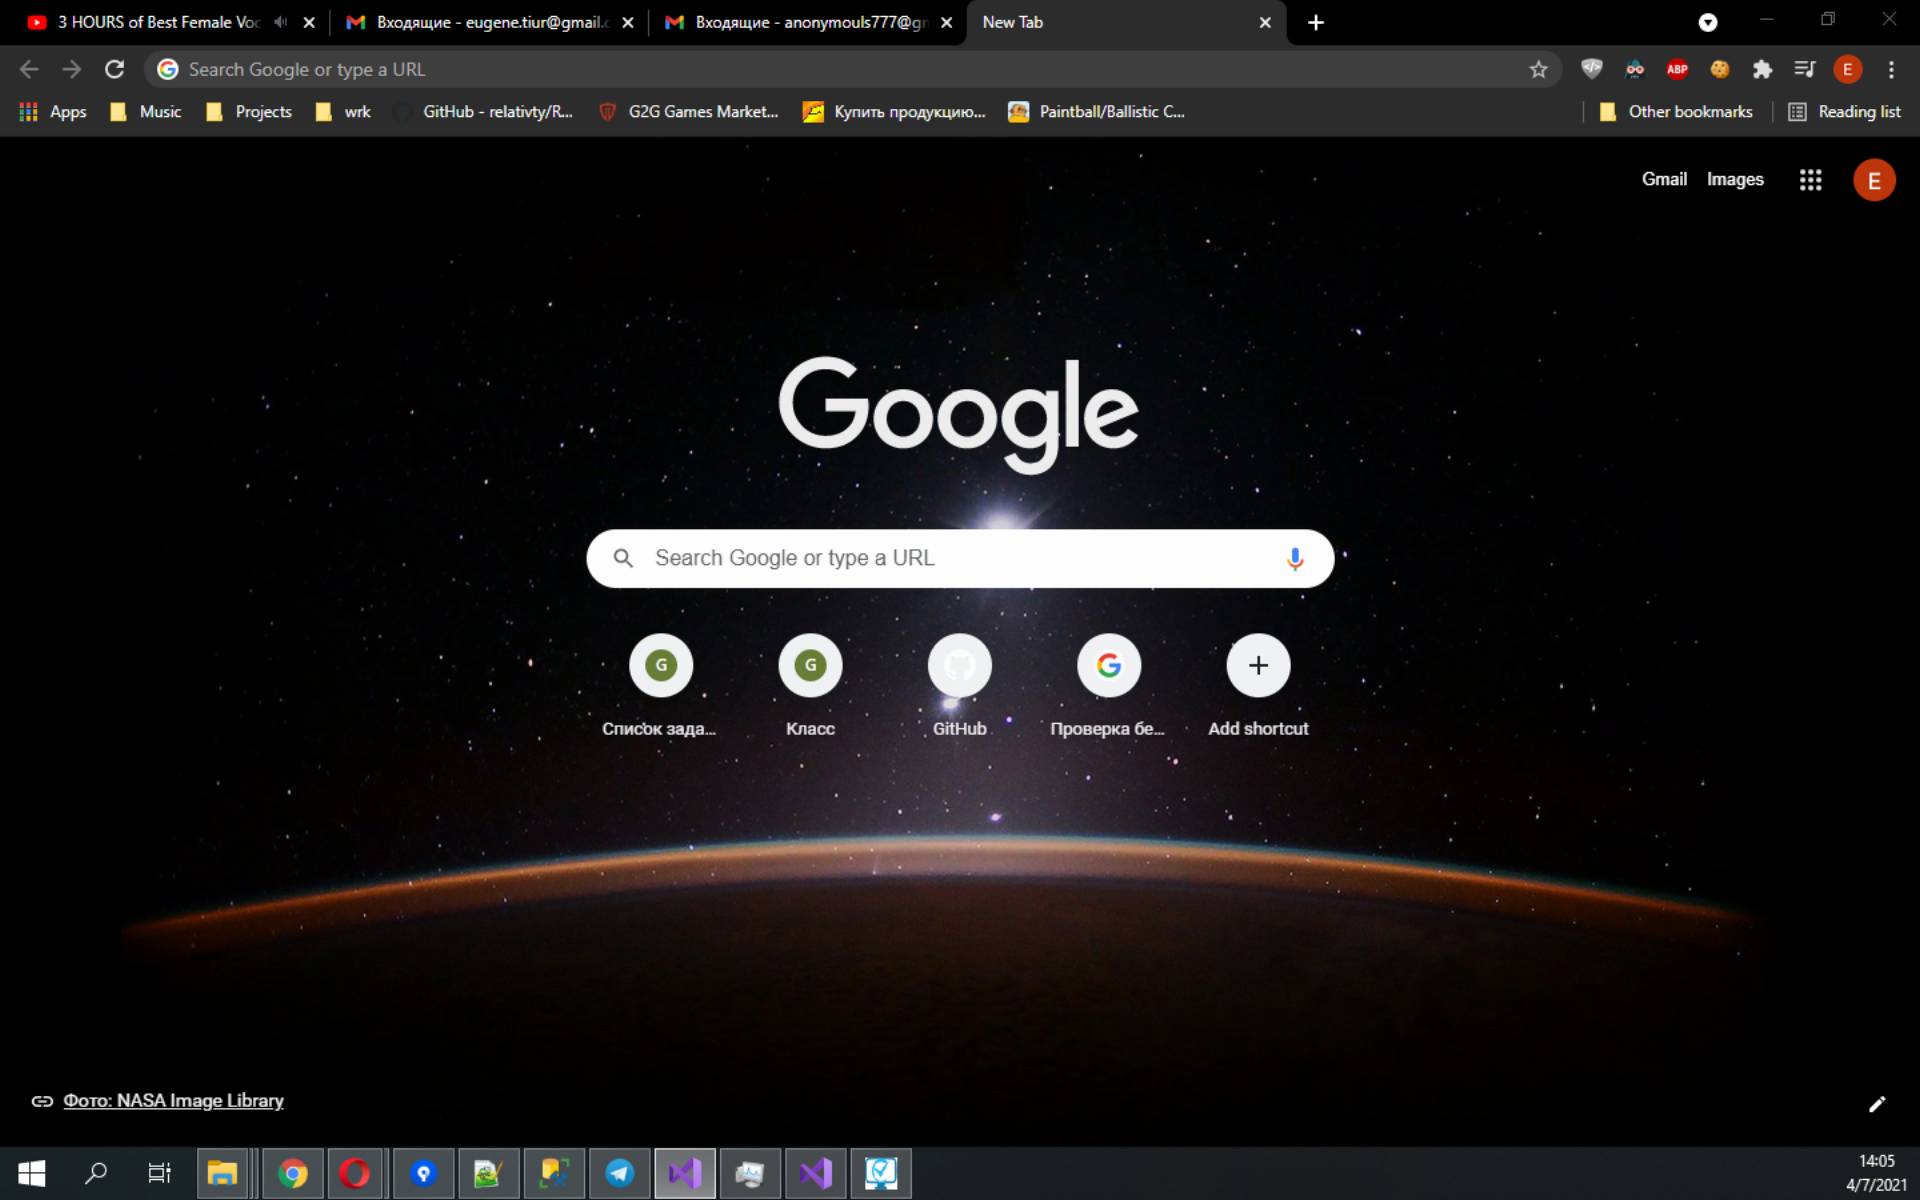 3 HOURS of Best Female Voc
Входящие - eugene.tiur@gmail.c
Входящие - anonymouls777@gm
New Tab
Search Google or type a URL
ABP
E
Apps
Music
Projects
wrk
GitHub - relativty/R...
G2G Games Market...
Купить продукцию...
Paintball/Ballistic C...
Other bookmarks
Reading list
Gmail
Images
E
Google
Search Google or type a URL
G
G
Список зада...
Класс
GitHub
Проверка бе...
Add shortcut
Фото: NASA Image Library
14:05
4/7/2021